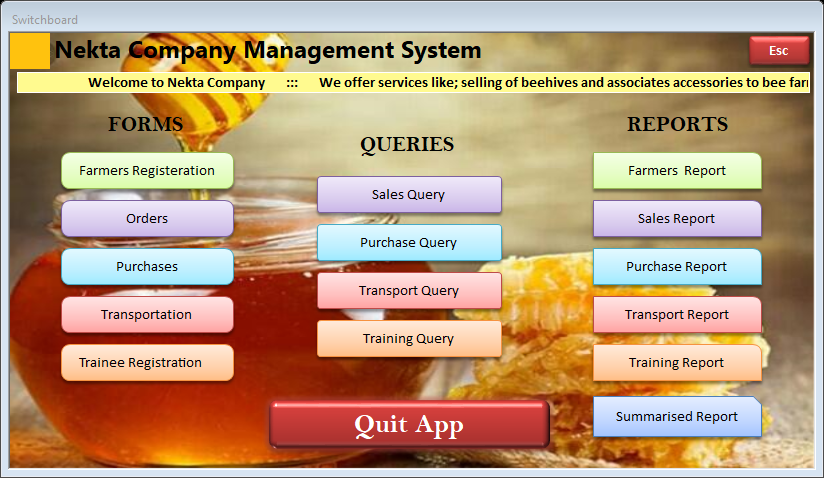 Switchboard
Nekta Company Management System
Esc
Welcome to Nekta Company ::: We offer services like; selling of beehives and associates accessories to bee far
FORMS
Farmers Registeration
Orders
Purchases
Transportation
Trainee Registration
QUERIES
Sales Query
Purchase Query
Transport Query
Training Query
REPORTS
Farmers Report
Sales Report
Purchase Report
Transport Report
Training Report
Summarised Report
Quit App